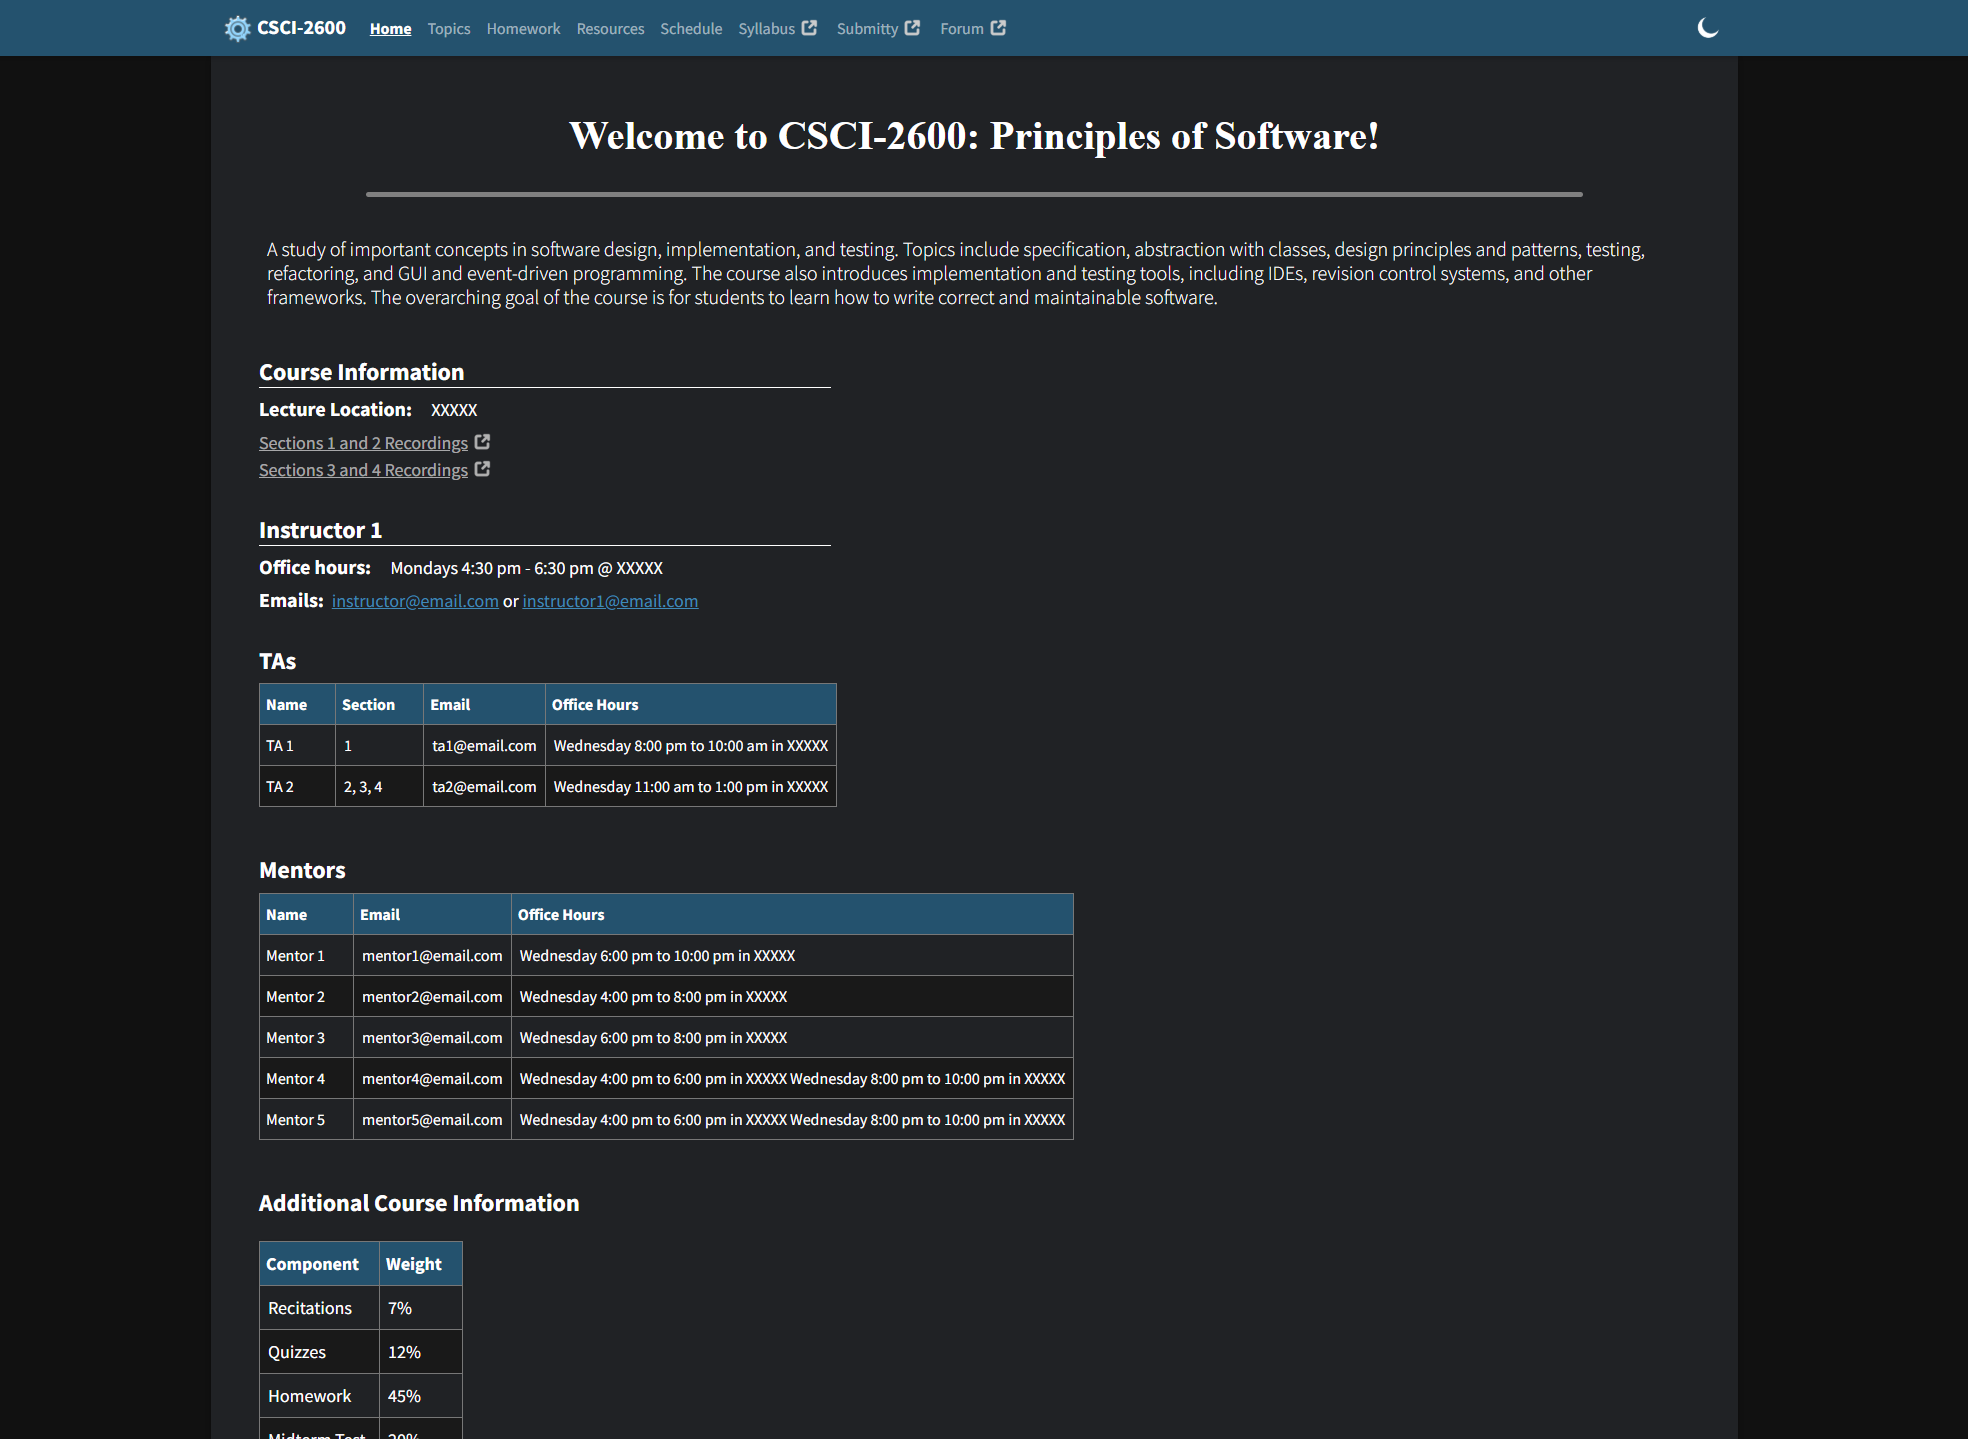 CSCI-2600 Home Topics Homework Resources Schedule Syllabus Submitty Forum
Welcome to CSCI-2600: Principles of Software!
A study of important concepts in software design, implementation, and testing. Topics include specification, abstraction with classes, design principles and patterns, testing,
refactoring, and GUI and event-driven programming. The course also introduces implementation and testing tools, including IDEs, revision control systems, and other
frameworks. The overarching goal of the course is for students to learn how to write correct and maintainable software.
Course Information
Lecture Location: XXXXX
Sections 1 and 2 Recordings
Sections 3 and 4 Recordings
Instructor 1
Office hours: Mondays 4:30 pm - 6:30 pm @ XXXXX
Emails: instructor@email.com or instructor1@email.com
TAs
Name Section Email Office Hours
TA 1 1 ta1@email.com Wednesday 8:00 pm to 10:00 am in XXXXX
TA 2 2, 3, 4 ta2@email.com Wednesday 11:00 am to 1:00 pm in XXXXX
Mentors
Name Email Office Hours
Mentor 1 mentor1@email.com Wednesday 6:00 pm to 10:00 pm in XXXXX
Mentor 2 mentor2@email.com Wednesday 4:00 pm to 8:00 pm in XXXXX
Mentor 3 mentor3@email.com Wednesday 6:00 pm to 8:00 pm in XXXXX
Mentor 4 mentor4@email.com Wednesday 4:00 pm to 6:00 pm in XXXXX Wednesday 8:00 pm to 10:00 pm in XXXXX
Mentor 5 mentor5@email.com Wednesday 4:00 pm to 6:00 pm in XXXXX Wednesday 8:00 pm to 10:00 pm in XXXXX
Additional Course Information
Component Weight
Recitations 7%
Quizzes 12%
Homework 45%
Midterm Test 20%